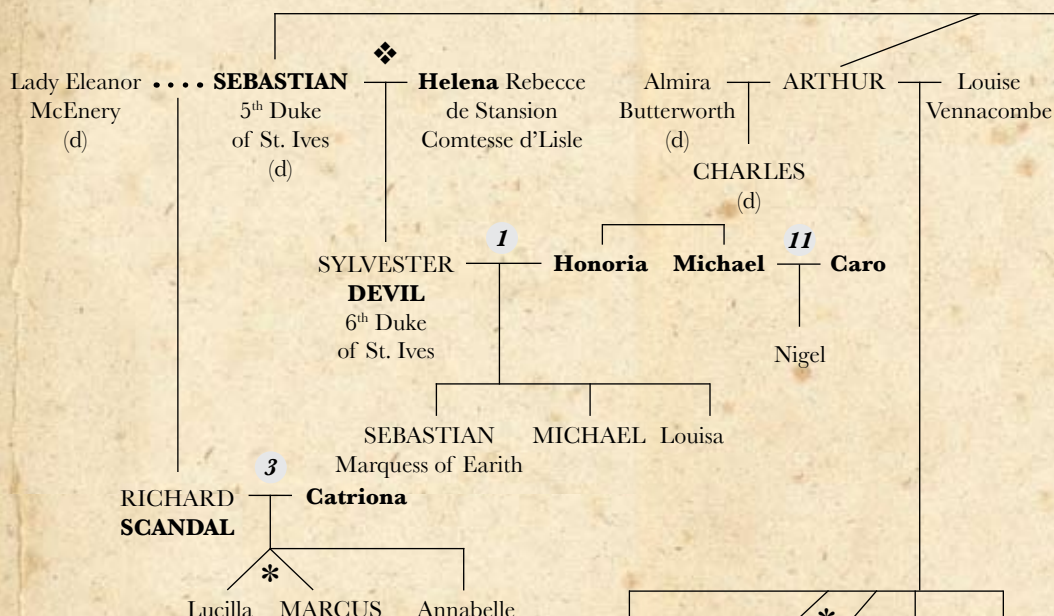 ❖
Lady Eleanor
McEnery
(d)
SEBASTIAN
5th Duke
of St. Ives
(d)
Helena Rebecce
de Stansion
Comtesse d'Lisle
Almira
Butterworth
(d)
ARTHUR
Louise
Vennacombe
CHARLES
(d)
1
SYLVESTER
DEVIL
6th Duke
of St. Ives
Honoria
Michael
11
Caro
Nigel
SEBASTIAN
Marquess of Earith
MICHAEL
Louisa
3
RICHARD
SCANDAL
Catriona
*
Lucilla
MARCUS
Annabelle
*